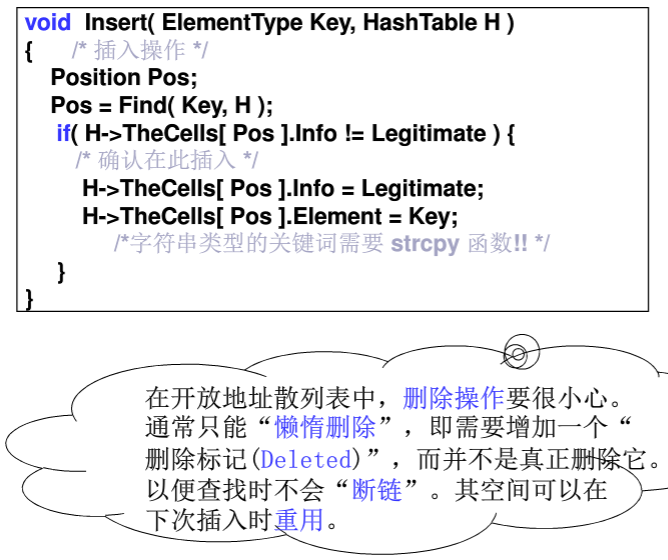 void Insert( ElementType Key, HashTable H )
{ /* 插入操作 */
Position Pos;
Pos = Find( Key, H );
if( H->TheCells[ Pos ].Info != Legitimate ) {
/* 确认在此插入 */
H->TheCells[ Pos ].Info = Legitimate;
H->TheCells[ Pos ].Element = Key;
/*字符串类型的关键词需要 strcpy 函数!! */
}
}
在开放地址散列表中，删除操作要很小心。
通常只能“懒惰删除”，即需要增加一个“
删除标记(Deleted)”，而并不是真正删除它。
以便查找时不会“断链”。其空间可以在
下次插入时重用。